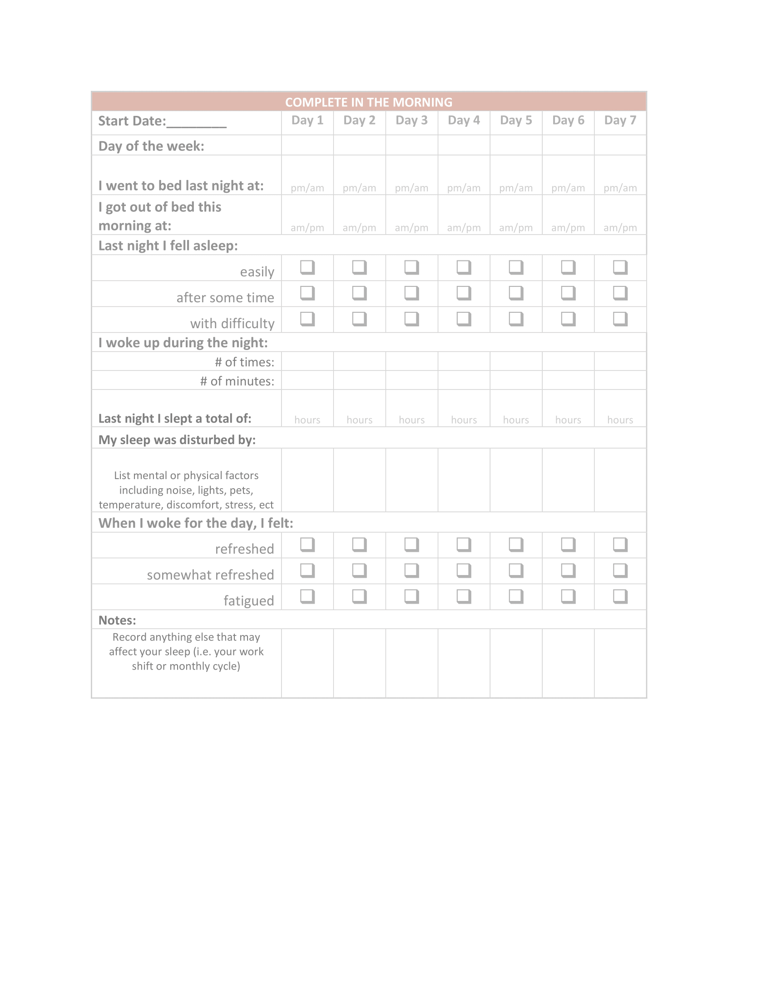 COMPLETE IN THE MORNING
Start Date:________ Day 1 Day 2 Day 3 Day 4 Day 5 Day 6 Day 7
Day of the week:
I went to bed last night at: pm/am pm/am pm/am pm/am pm/am pm/am pm/am
I got out of bed this
morning at: am/pm am/pm am/pm am/pm am/pm am/pm am/pm
Last night I fell asleep:
easily ❑ ❑ ❑ ❑ ❑ ❑ ❑
after some time ❑ ❑ ❑ ❑ ❑ ❑ ❑
with difficulty ❑ ❑ ❑ ❑ ❑ ❑ ❑
I woke up during the night:
# of times:
# of minutes:
Last night I slept a total of: hours hours hours hours hours hours hours
My sleep was disturbed by:
List mental or physical factors
including noise, lights, pets,
temperature, discomfort, stress, ect
When I woke for the day, I felt:
refreshed ❑ ❑ ❑ ❑ ❑ ❑ ❑
somewhat refreshed ❑ ❑ ❑ ❑ ❑ ❑ ❑
fatigued ❑ ❑ ❑ ❑ ❑ ❑ ❑
Notes:
Record anything else that may
affect your sleep (i.e. your work
shift or monthly cycle)